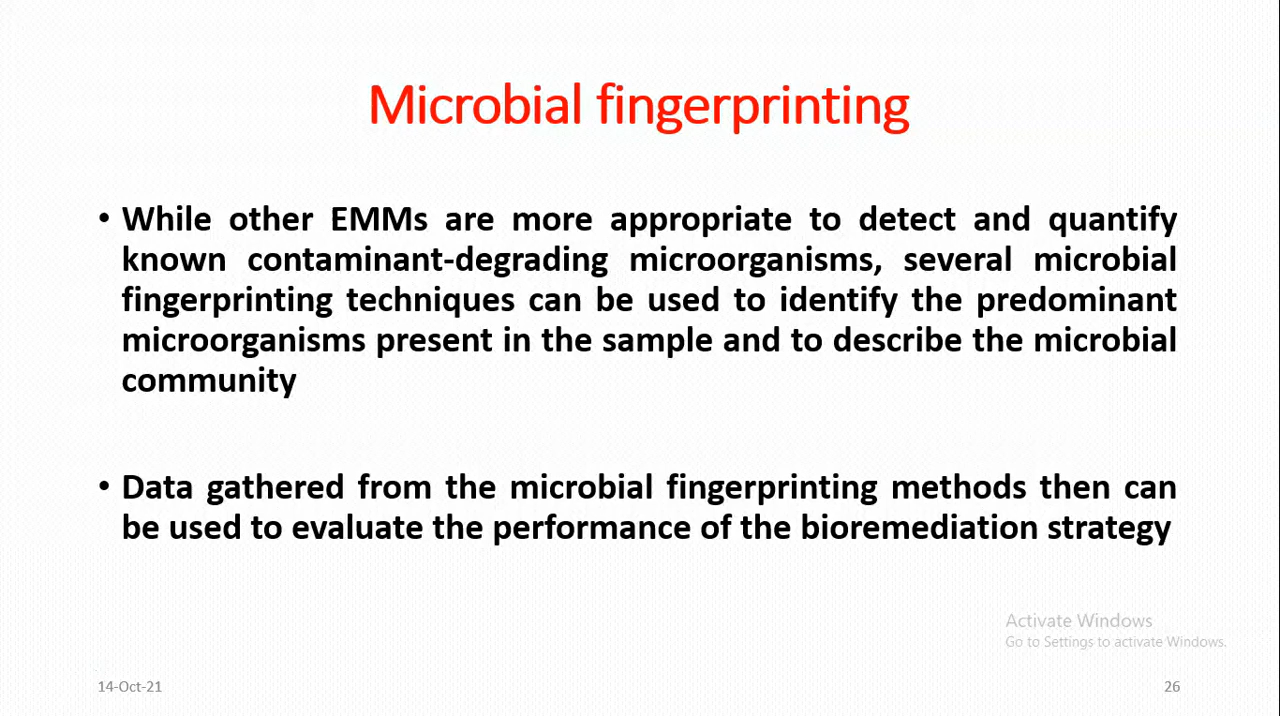 Microbial fingerprinting
• While other EMMs are more appropriate to detect and quantify
known contaminant-degrading microorganisms, several microbial
fingerprinting techniques can be used to identify the predominant
microorganisms present in the sample and to describe the microbial
community
• Data gathered from the microbial fingerprinting methods then can
be used to evaluate the performance of the bioremediation strategy
Activate Windows
Go to Settings to activate Windows.
14-Oct-21
26